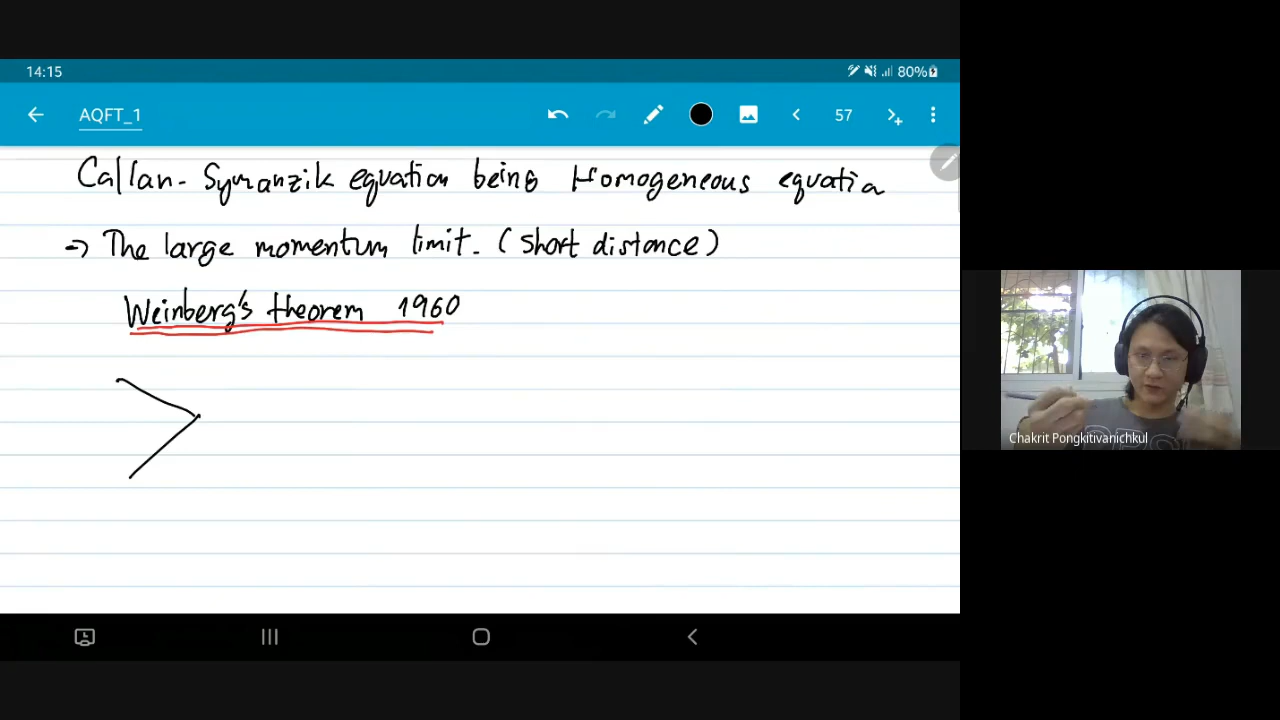 14:15
80%
AQFT_1
57
Callan-Symanzik equation being Homogeneous equatia
⇒ The large momentum limit. (short distance)
Weinberg's theorem 1960
Chakrit Pongkitivanichkul